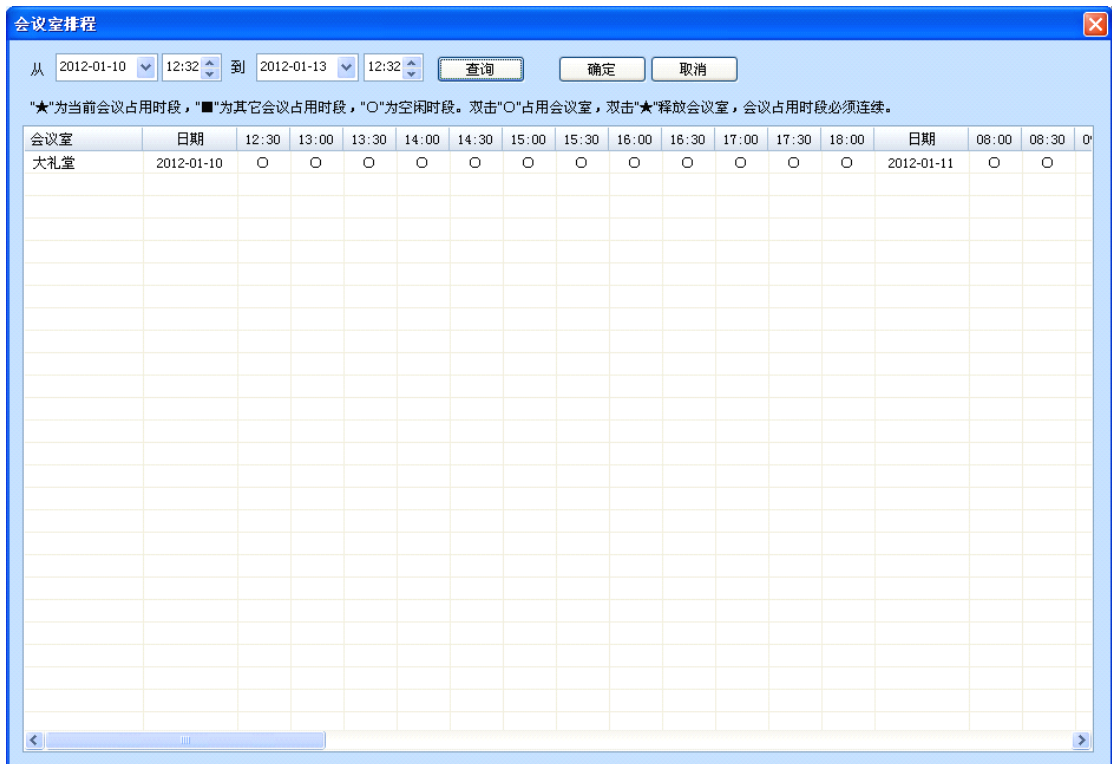 会议室排程
从 2012-01-10 12:32 到 2012-01-13 12:32 查询 确定 取消
"★"为当前会议占用时段，"■"为其它会议占用时段，"○"为空闲时段。双击"○"占用会议室，双击"★"释放会议室，会议占用时段必须连续。
会议室 日期 12:30 13:00 13:30 14:00 14:30 15:00 15:30 16:00 16:30 17:00 17:30 18:00 日期 08:00 08:30
大礼堂 2012-01-10 ○ ○ ○ ○ ○ ○ ○ ○ ○ ○ ○ ○ 2012-01-11 ○ ○